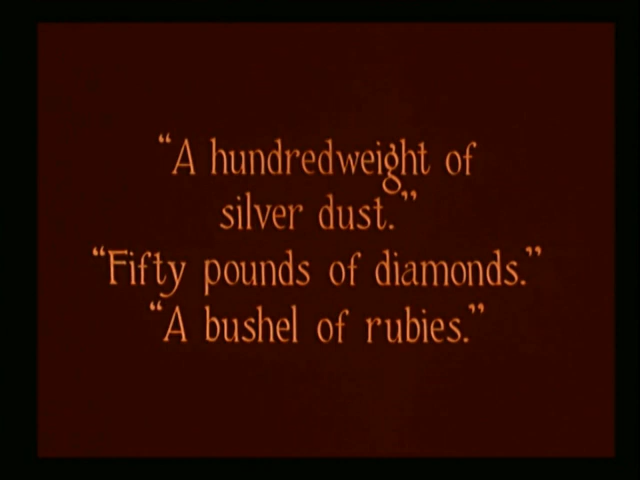 “A hundredweight of
silver dust.”
“Fifty pounds of diamonds.”
“A bushel of rubies.”